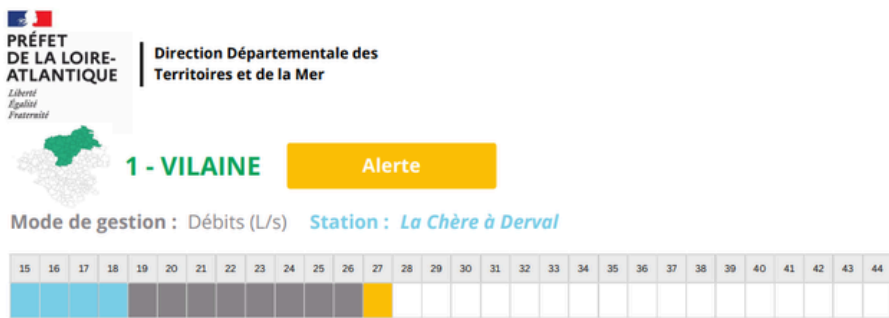 PRÉFET
DE LA LOIRE-
ATLANTIQUE
Liberté
Égalité
Fraternité
Direction Départementale des
Territoires et de la Mer
1 - VILAINE
Alerte
Mode de gestion : Débits (L/s) Station : La Chère à Derval
15 16 17 18 19 20 21 22 23 24 25 26 27 28 29 30 31 32 33 34 35 36 37 38 39 40 41 42 43 44